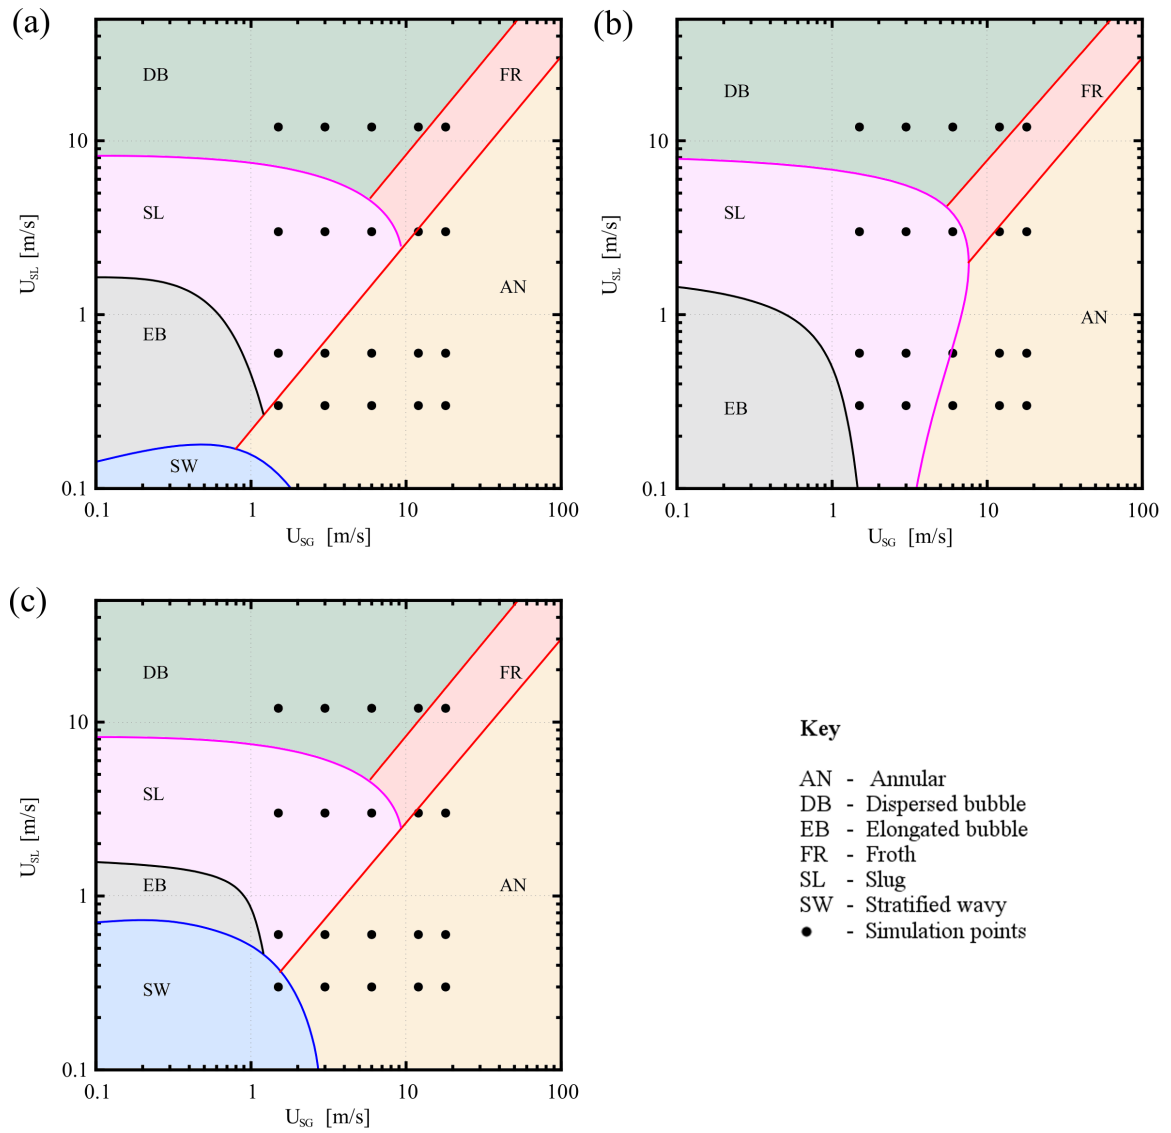 (a)
DB
FR
SL
EB
AN
SW
10
1
0.1
0.1
1
10
100
U_SL [m/s]
U_SG [m/s]
(b)
DB
FR
SL
EB
AN
10
1
0.1
0.1
1
10
100
U_SL [m/s]
U_SG [m/s]
(c)
DB
FR
SL
EB
AN
SW
10
1
0.1
0.1
1
10
100
U_SL [m/s]
U_SG [m/s]
Key
AN - Annular
DB - Dispersed bubble
EB - Elongated bubble
FR - Froth
SL - Slug
SW - Stratified wavy
● - Simulation points